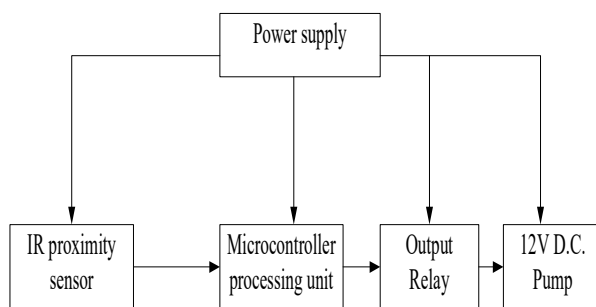 Power supply
IR proximity
sensor
Microcontroller
processing unit
Output
Relay
12V D.C.
Pump